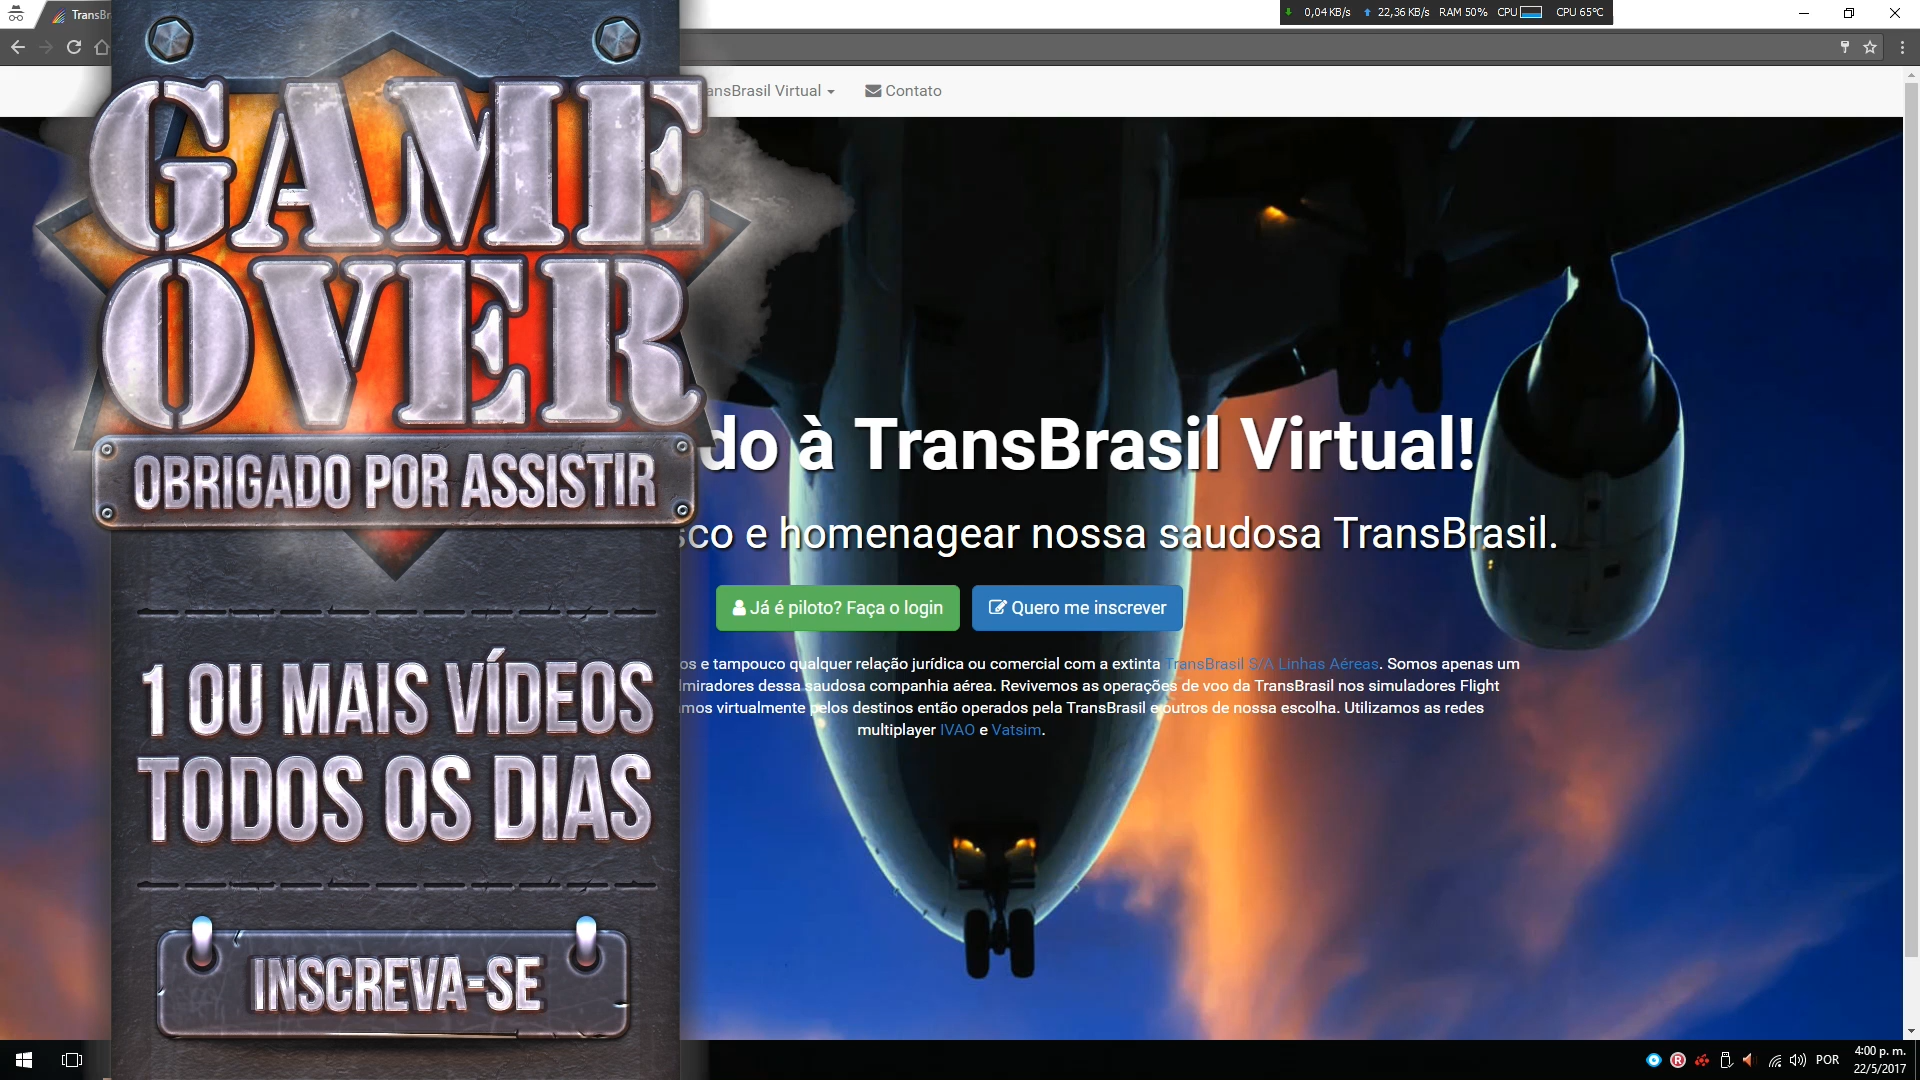 TransBr
0,04 KB/s 22,36 KB/s RAM 50% CPU CPU 65°C
ansBrasil Virtual
Contato
GAME
OVER
OBRIGADO POR ASSISTIR
1 OU MAIS VÍDEOS
TODOS OS DIAS
INSCREVA-SE
do à TransBrasil Virtual!
sco e homenagear nossa saudosa TransBrasil.
Já é piloto? Faça o login
Quero me inscrever
os e tampouco qualquer relação jurídica ou comercial com a extinta TransBrasil S/A Linhas Aéreas. Somos apenas um
lmiradores dessa saudosa companhia aérea. Revivemos as operações de voo da TransBrasil nos simuladores Flight
mos virtualmente pelos destinos então operados pela TransBrasil e outros de nossa escolha. Utilizamos as redes
multiplayer IVAO e Vatsim.
POR
4:00 p. m.
22/5/2017